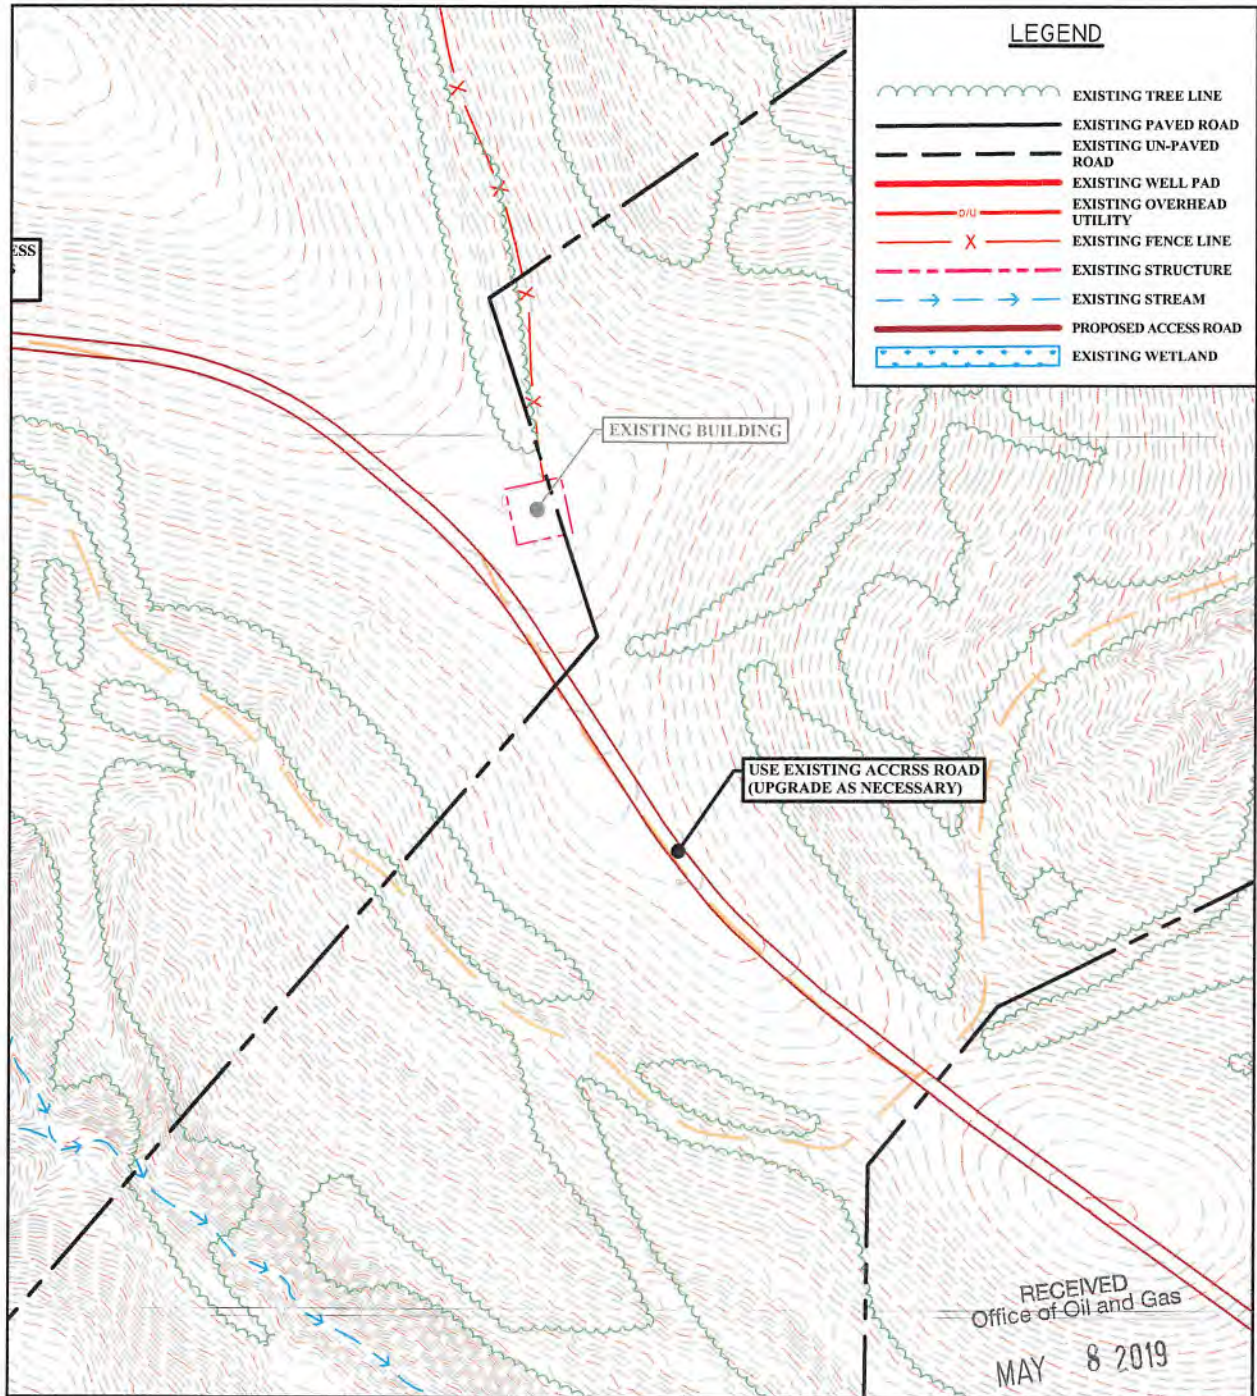 LEGEND
EXISTING TREE LINE
EXISTING PAVED ROAD
EXISTING UN-PAVED
ROAD
EXISTING WELL PAD
O/U
EXISTING OVERHEAD
UTILITY
X
EXISTING FENCE LINE
EXISTING STRUCTURE
EXISTING STREAM
PROPOSED ACCESS ROAD
EXISTING WETLAND
X
X
X
X
ESS
S
EXISTING BUILDING
USE EXISTING ACCRSS ROAD
(UPGRADE AS NECESSARY)
RECEIVED
Office of Oil and Gas
MAY 8 2019